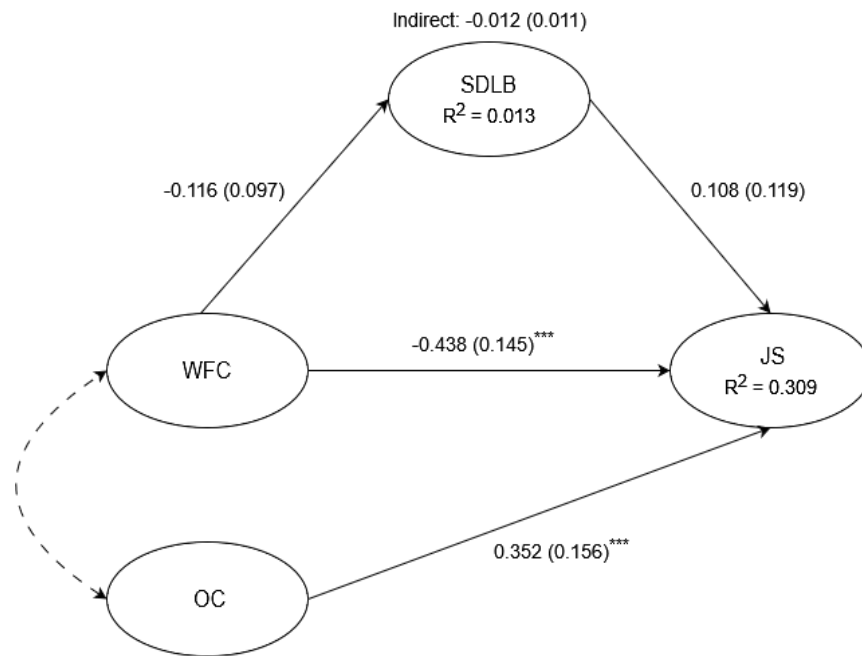 Indirect: -0.012 (0.011)
SDLB
R² = 0.013
-0.116 (0.097)
0.108 (0.119)
-0.438 (0.145)***
WFC
JS
R² = 0.309
0.352 (0.156)***
OC